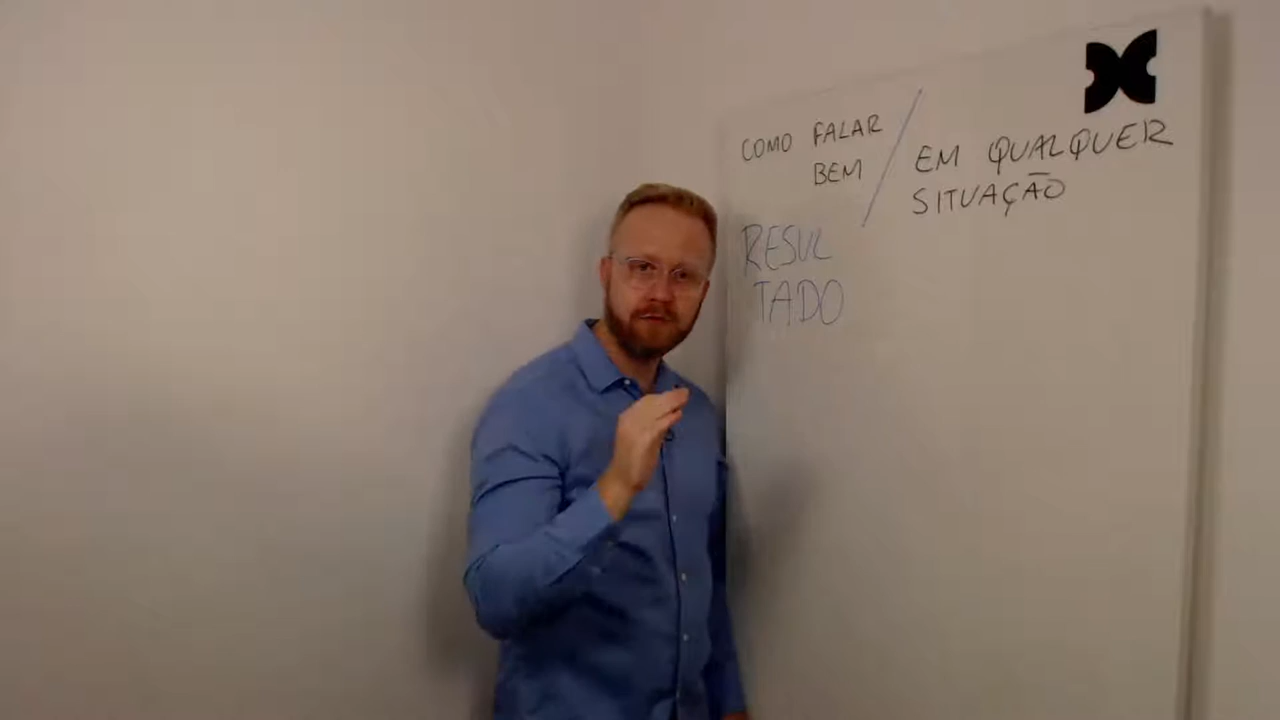 COMO FALAR
BEM
EM QUALQUER
SITUAÇÃO
RESUL
TADO